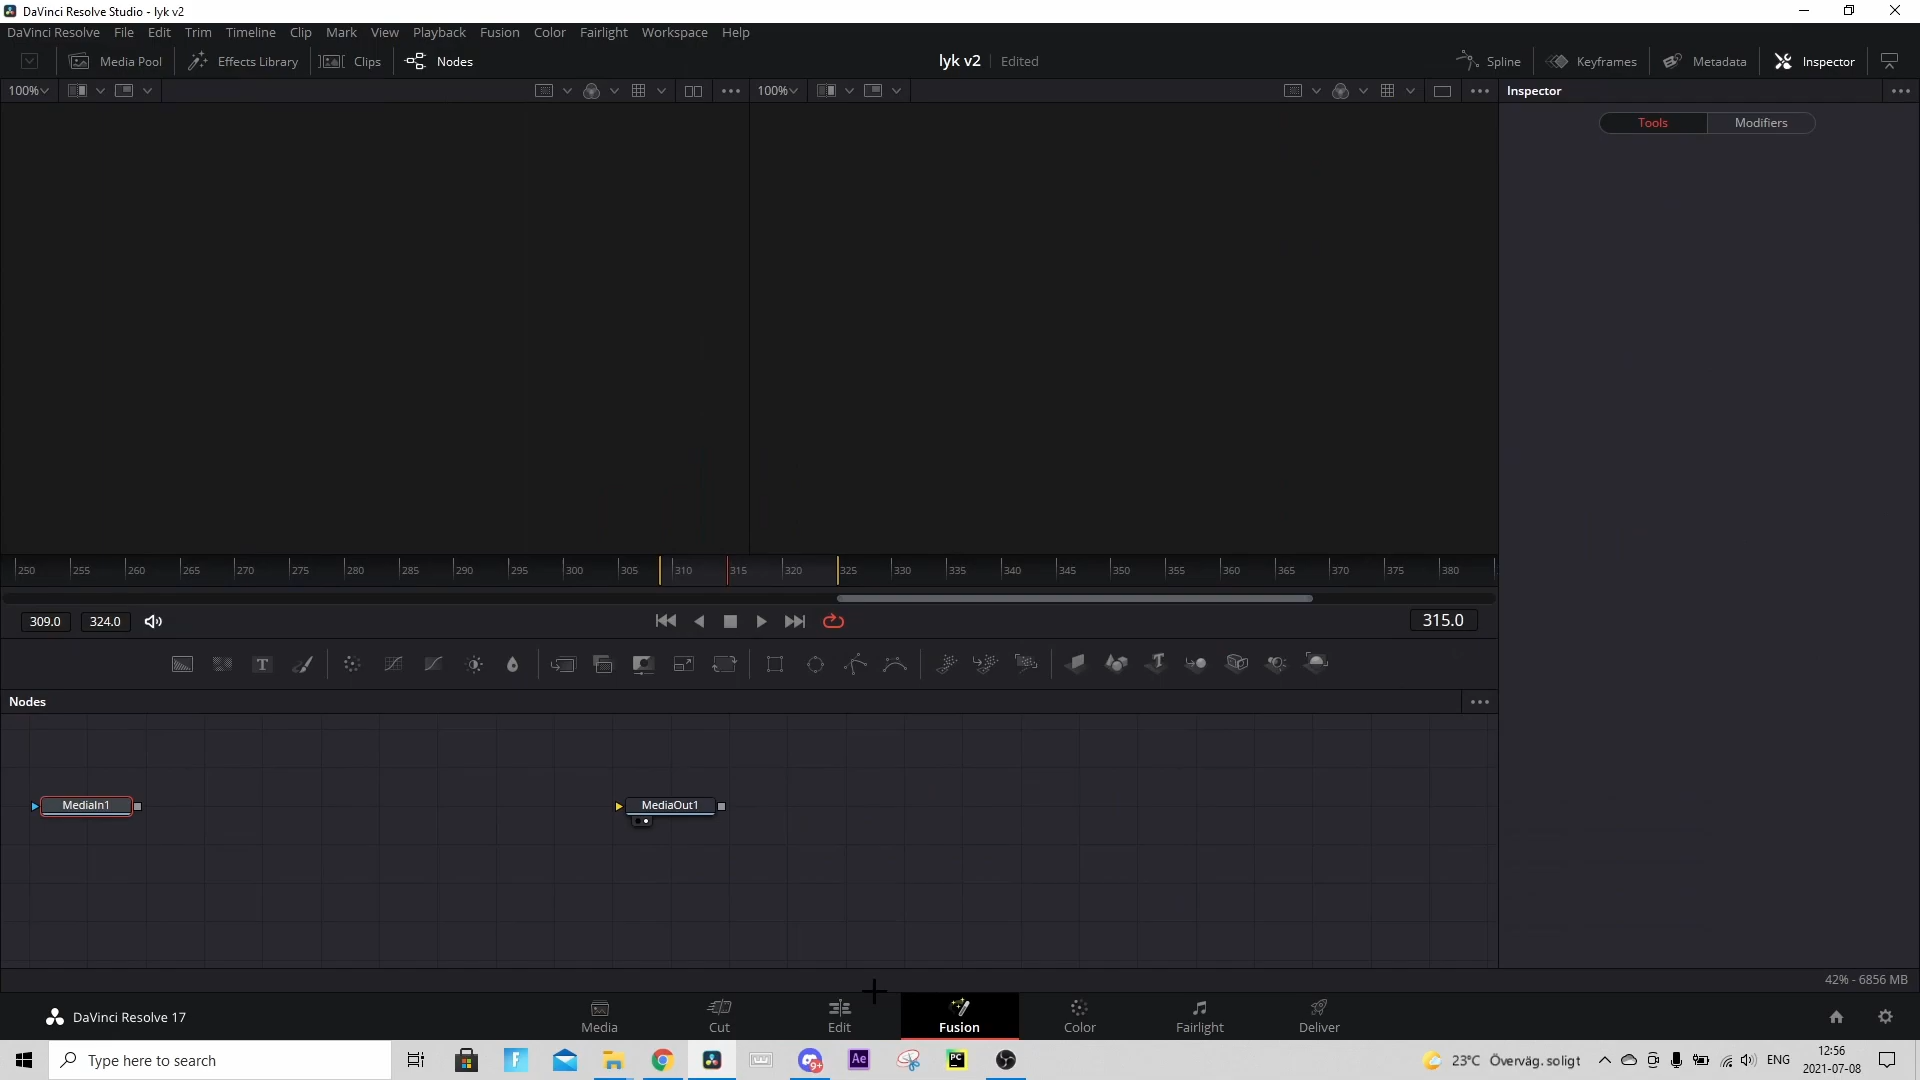 DaVinci Resolve Studio - lyk v2
DaVinci Resolve File Edit Trim Timeline Clip Mark View Playback Fusion Color Fairlight Workspace Help
Media Pool Effects Library Clips Nodes lyk v2 Edited Spline Keyframes Metadata Inspector
100% 100% Inspector
Tools Modifiers
250 255 260 265 270 275 280 285 290 295 300 305 310 315 320 325 330 335 340 345 350 355 360 365 370 375 380
309.0 324.0 315.0
T T
Nodes
MediaIn1 MediaOut1
42% - 6856 MB
DaVinci Resolve 17 Media Cut Edit Fusion Color Fairlight Deliver
Type here to search F 9+ Ae PC 23°C Överväg. soligt ENG 12:56
2021-07-08